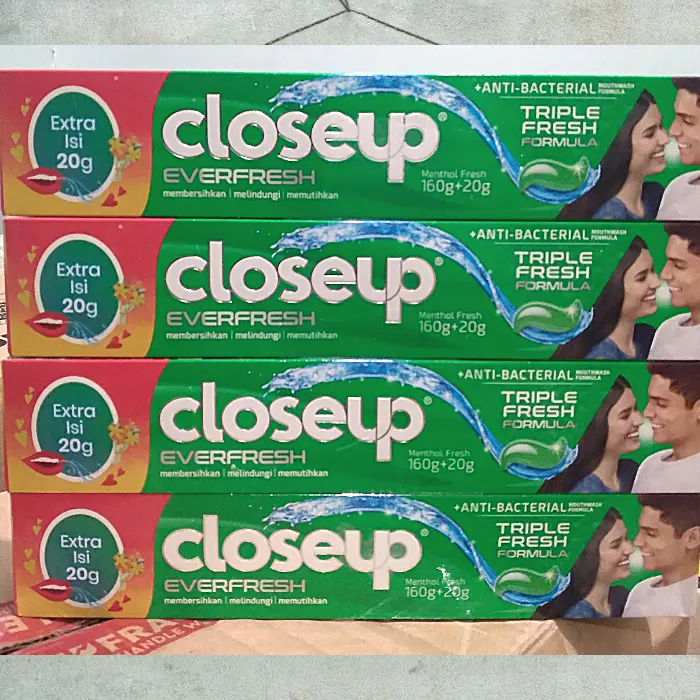 Extra
Isi
20g
closeup®
EVERFRESH
membersihkan | melindungi | memutihkan
Menthol Fresh
160g+20g
+ANTI-BACTERIAL MOUTHWASH FORMULA
TRIPLE
FRESH
FORMULA
Extra
Isi
20g
closeup®
EVERFRESH
membersihkan | melindungi | memutihkan
Menthol Fresh
160g+20g
+ANTI-BACTERIAL MOUTHWASH FORMULA
TRIPLE
FRESH
FORMULA
Extra
Isi
20g
closeup®
EVERFRESH
membersihkan | melindungi | memutihkan
Menthol Fresh
160g+20g
+ANTI-BACTERIAL MOUTHWASH FORMULA
TRIPLE
FRESH
FORMULA
Extra
Isi
20g
closeup®
EVERFRESH
membersihkan | melindungi | memutihkan
Menthol Fresh
160g+20g
+ANTI-BACTERIAL MOUTHWASH FORMULA
TRIPLE
FRESH
FORMULA